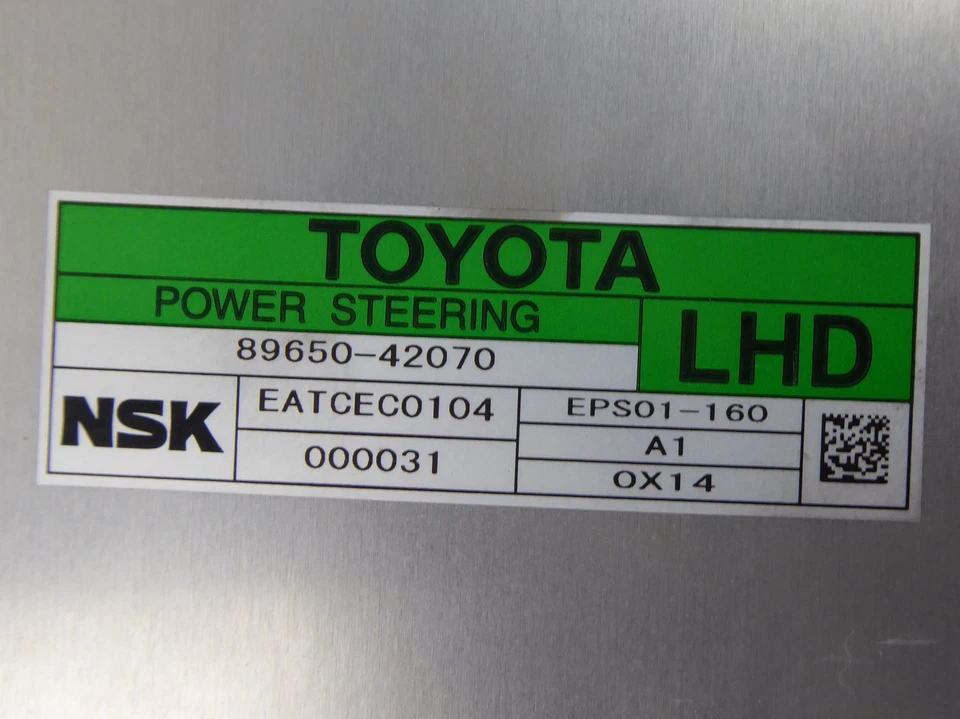 TOYOTA
POWER STEERING
LHD
89650-42070
NSK
EATCEC0104
000031
EPS01-160
A1
0X14